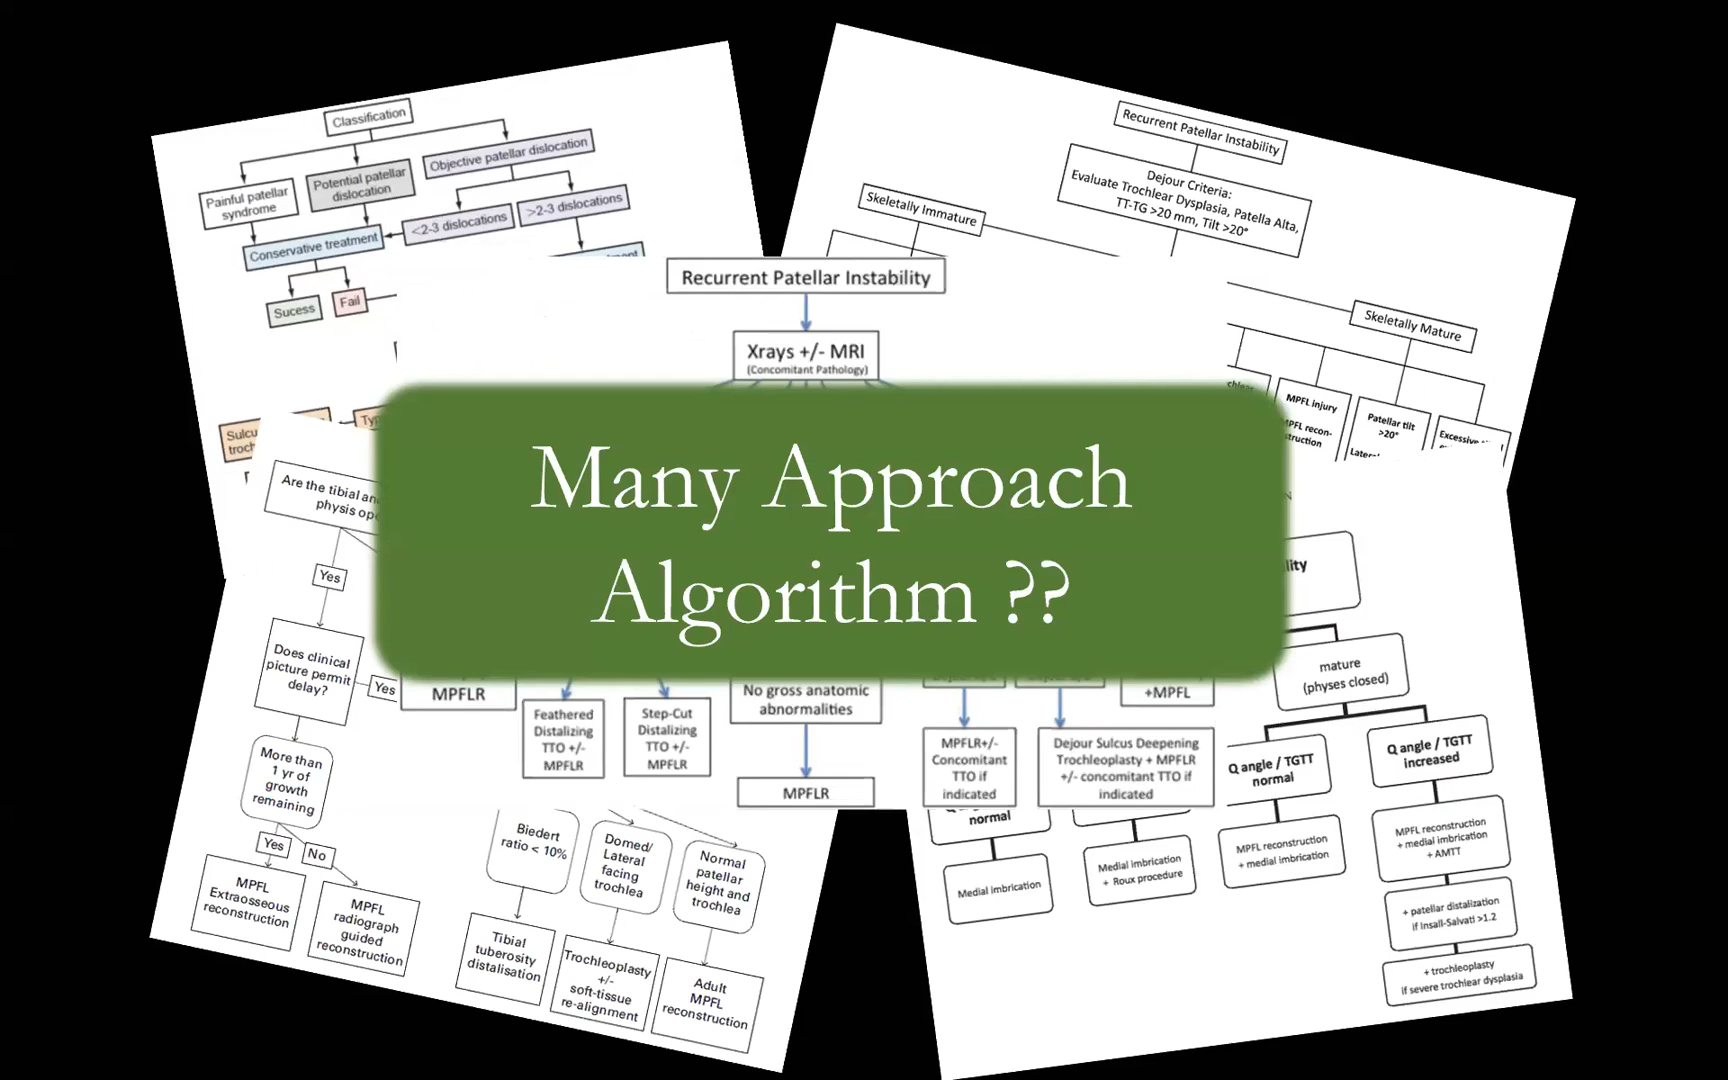 Classification
Painful patellar
syndrome
Potential patellar
dislocation
Objective patellar dislocation
<2-3 dislocations
>2-3 dislocations
Conservative treatment
Sucess
Fail
Recurrent Patellar Instability
Dejour Criteria:
Evaluate Trochlear Dysplasia, Patella Alta,
TT-TG >20 mm, Tilt >20°
Skeletally Immature
Skeletally Mature
MPFL injury
Patellar tilt
>20°
Excessive
Recurrent Patellar Instability
Xrays +/- MRI
(Concomitant Pathology)
Many Approach
Algorithm ??
Are the tibial
Yes
Does clinical
picture permit
delay?
Yes
More than
1 yr of
growth
remaining
Yes
No
MPFL
Extraosseous
reconstruction
MPFL
radiograph
guided
reconstruction
MPFLR
Feathered
Distalizing
TTO +/-
MPFLR
Step-Cut
Distalizing
TTO +/-
MPFLR
No gross anatomic
abnormalities
MPFLR
+MPFL
MPFLR+/-
Concomitant
TTO if
indicated
Dejour Sulcus Deepening
Trochleoplasty + MPFLR
+/- concomitant TTO if
indicated
Biedert
ratio < 10%
Domed/
Lateral
facing
trochlea
Normal
patellar
height and
trochlea
Tibial
tuberosity
distalisation
Trochleoplasty
+/-
soft-tissue
re-alignment
Adult
MPFL
reconstruction
mature
(physes closed)
Q angle / TGTT
normal
Q angle / TGTT
increased
normal
Medial imbrication
Medial imbrication
+ Roux procedure
MPFL reconstruction
+ medial imbrication
MPFL reconstruction
+ medial imbrication
+ AMTT
+ patellar distalization
if Insall-Salvati >1.2
+ trochleoplasty
if severe trochlear dysplasia